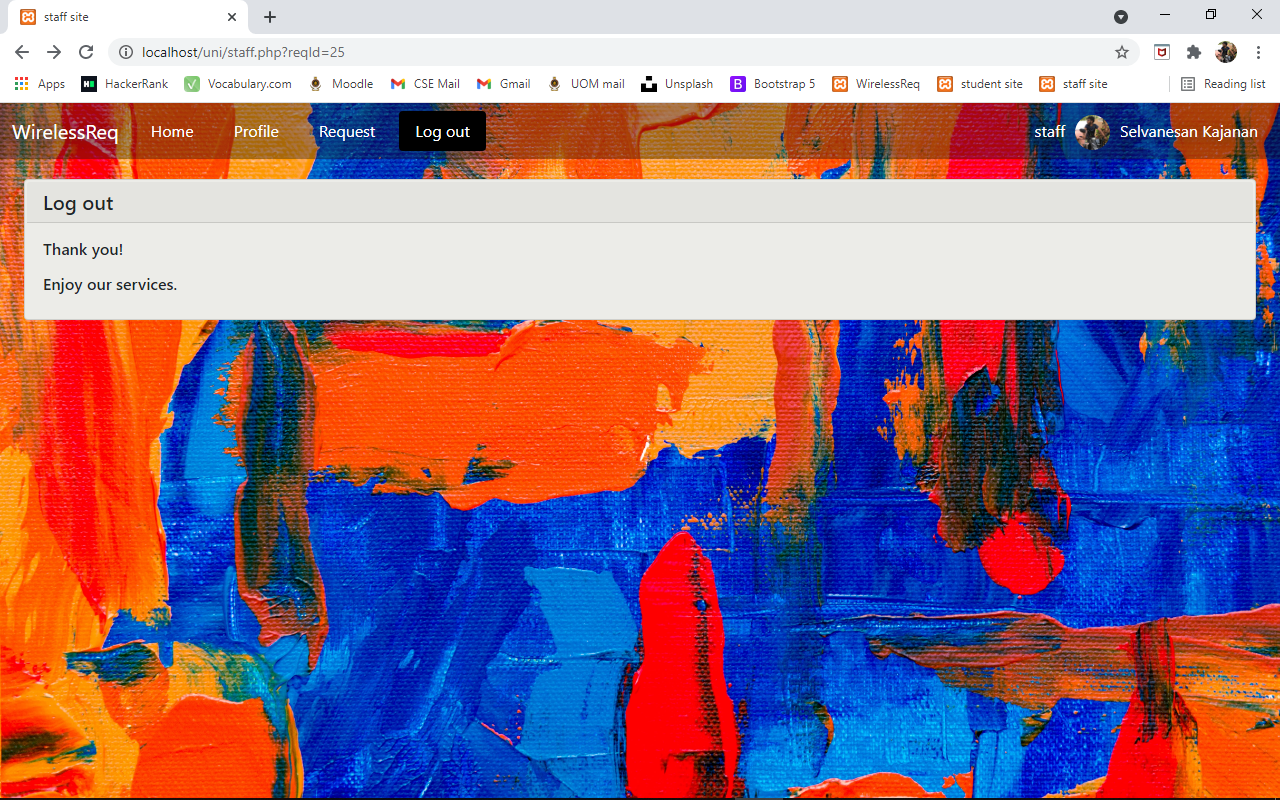 staff site
localhost/uni/staff.php?reqId=25
Apps HackerRank Vocabulary.com Moodle CSE Mail Gmail UOM mail Unsplash Bootstrap 5 WirelessReq student site staff site Reading list
WirelessReq Home Profile Request Log out staff Selvanesan Kajanan
Log out
Thank you!
Enjoy our services.